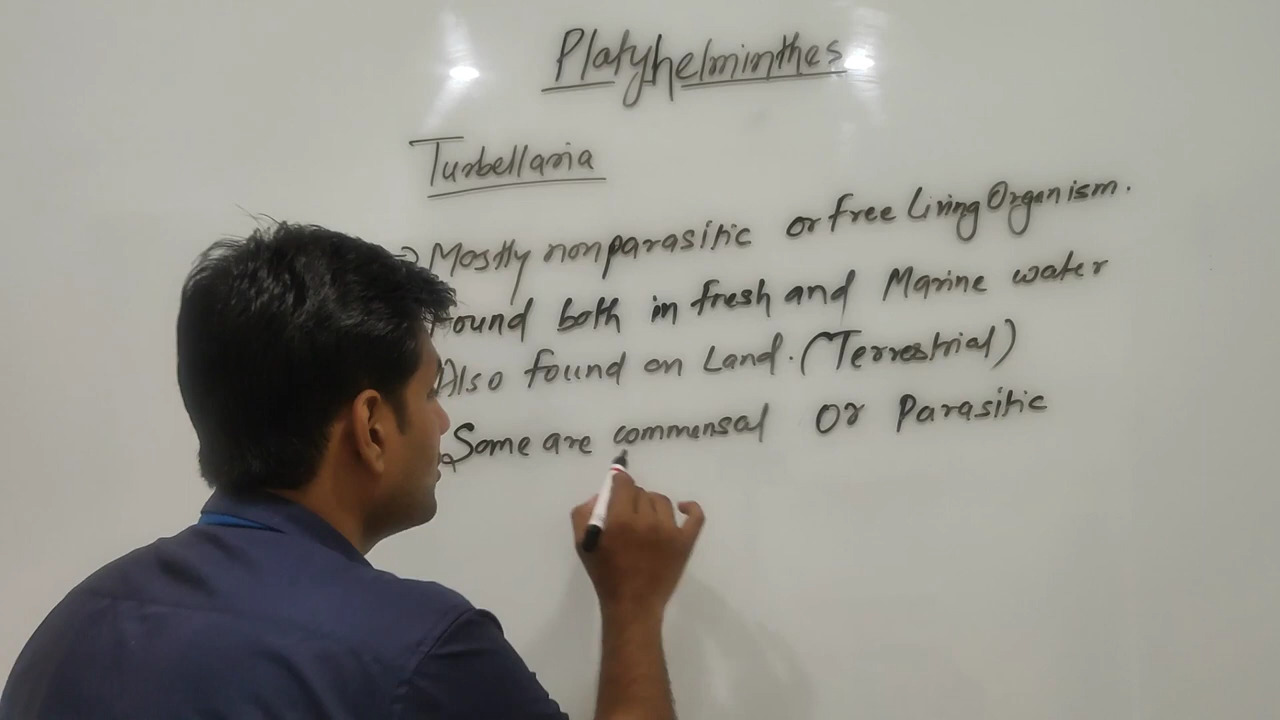 Platyhelminthes
Turbellaria
→ Mostly nonparasitic or free Living Organism.
Found both in fresh and Marine water
Also found on Land. (Terrestrial)
Some are commensal Or Parasitic